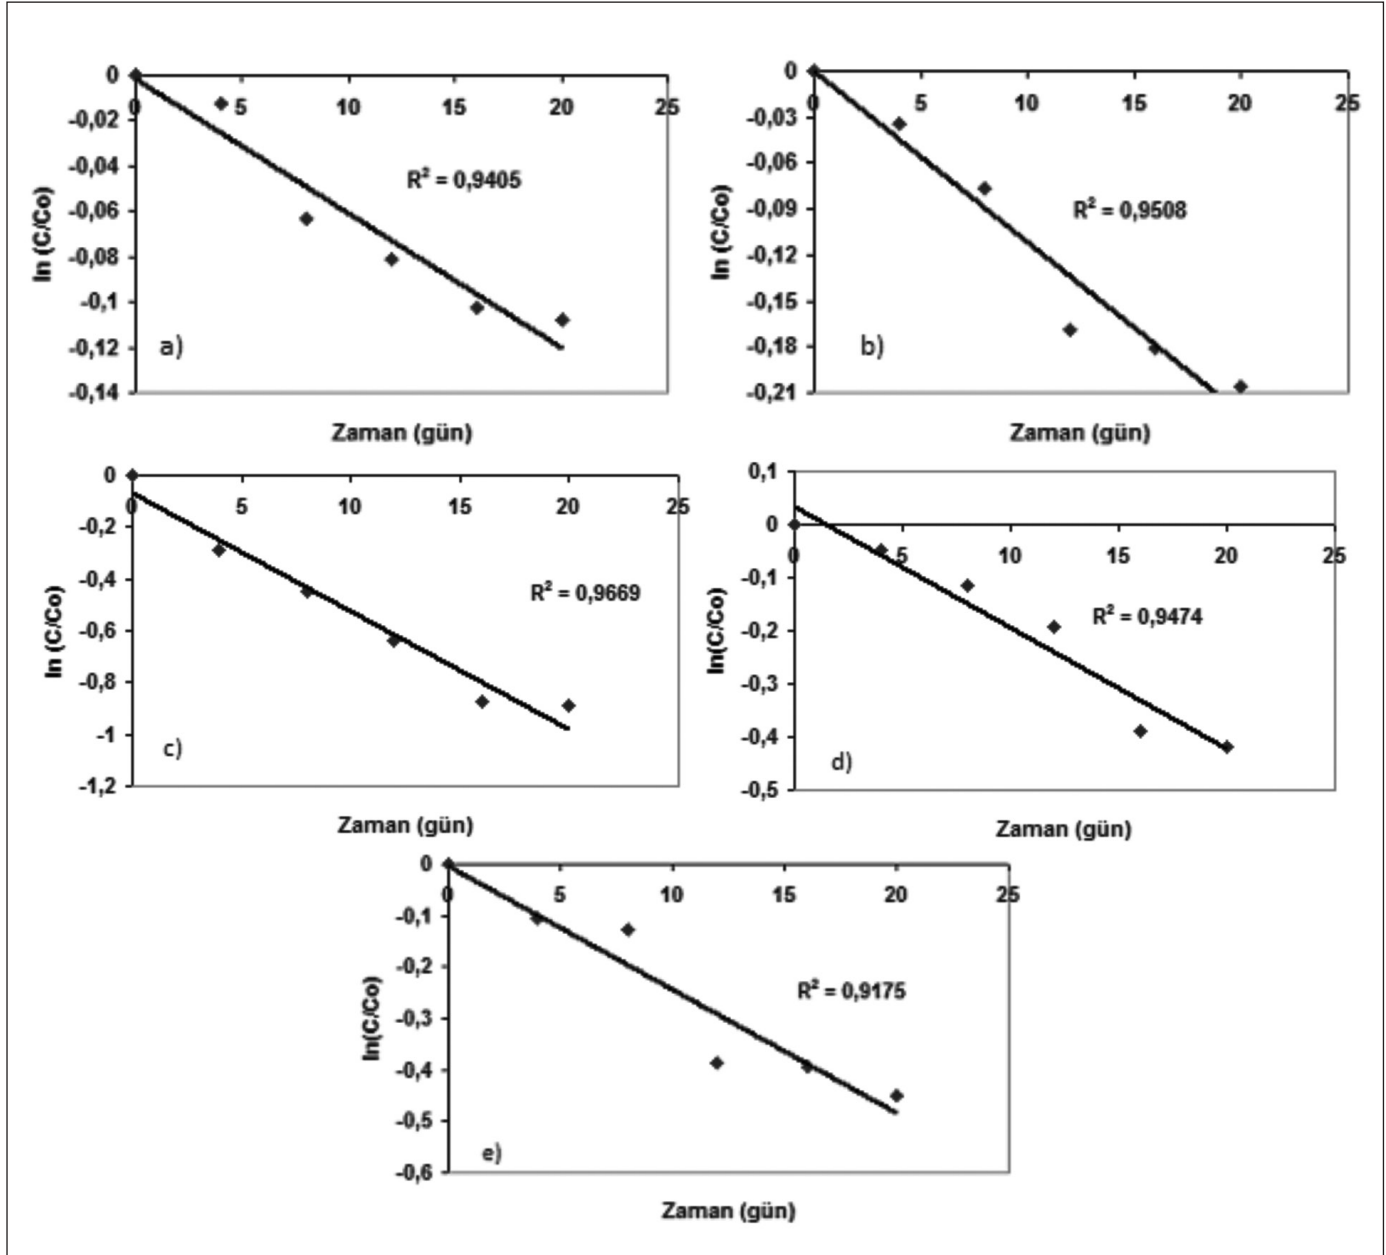 0
0 5 10 15 20 25
-0,02
-0,04
-0,06
-0,08
-0,1
-0,12
-0,14
ln (C/Co)
R² = 0,9405
a)
Zaman (gün)
0
0 5 10 15 20 25
-0,03
-0,06
-0,09
-0,12
-0,15
-0,18
-0,21
ln (C/Co)
R² = 0,9508
b)
Zaman (gün)
0
0 5 10 15 20 25
-0,2
-0,4
-0,6
-0,8
-1
-1,2
ln (C/Co)
R² = 0,9669
c)
Zaman (gün)
0,1
0
0 5 10 15 20 25
-0,1
-0,2
-0,3
-0,4
-0,5
ln(C/Co)
R² = 0,9474
d)
Zaman (gün)
0
0 5 10 15 20 25
-0,1
-0,2
-0,3
-0,4
-0,5
-0,6
ln(C/Co)
R² = 0,9175
e)
Zaman (gün)